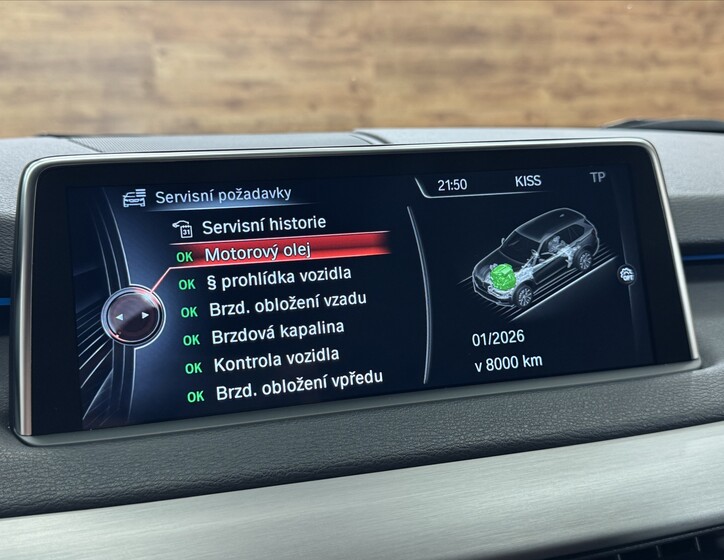 Servisní požadavky
21:50 KISS TP
31 Servisní historie
OK Motorový olej
OK § prohlídka vozidla
OK Brzd. obložení vzadu
OK Brzdová kapalina
OK Kontrola vozidla
OK Brzd. obložení vpředu
01/2026
v 8000 km